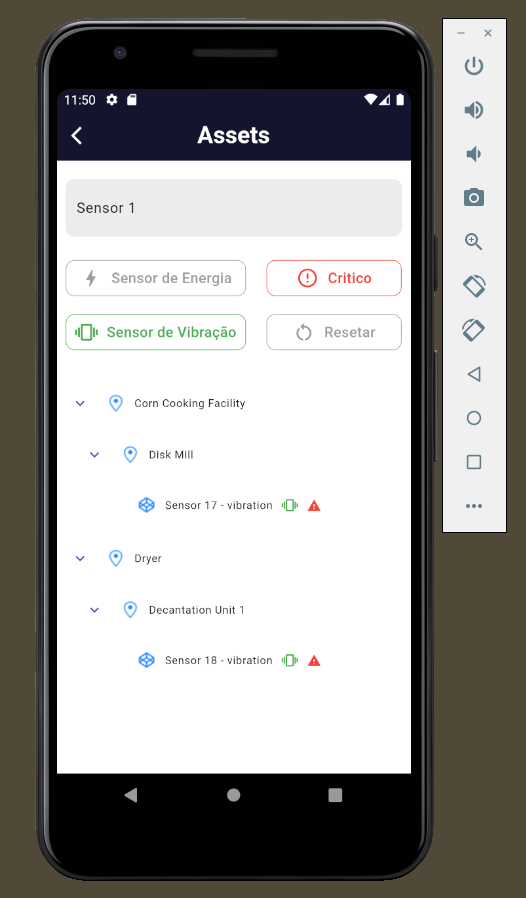 11:50
Assets
Sensor 1
Sensor de Energia
Critico
Sensor de Vibração
Resetar
Corn Cooking Facility
Disk Mill
Sensor 17 - vibration
Dryer
Decantation Unit 1
Sensor 18 - vibration